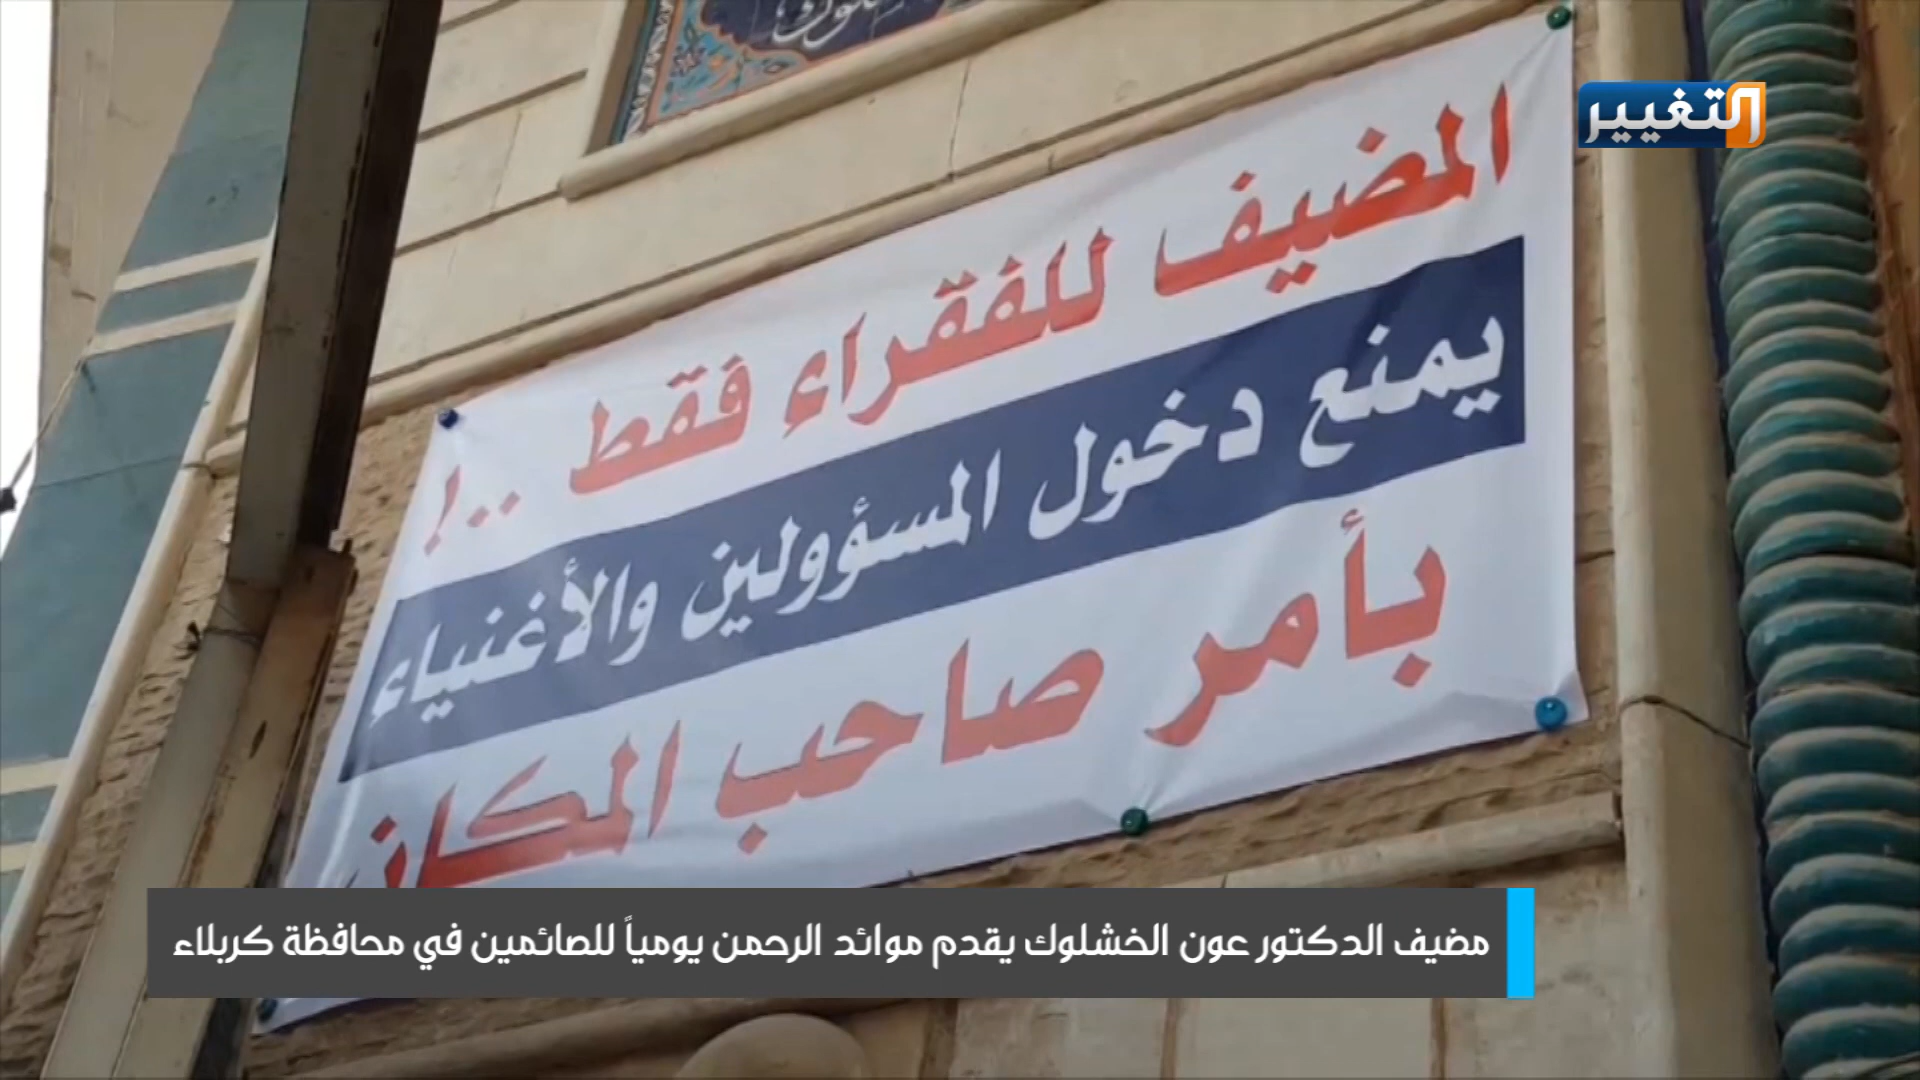 التغيير
المضيف للفقراء فقط ..!
يمنع دخول المسؤولين والأغنياء
بأمر صاحب المكان
مضيف الدكتور عون الخشلوك يقدم موائد الرحمن يومياً للصائمين في محافظة كربلاء